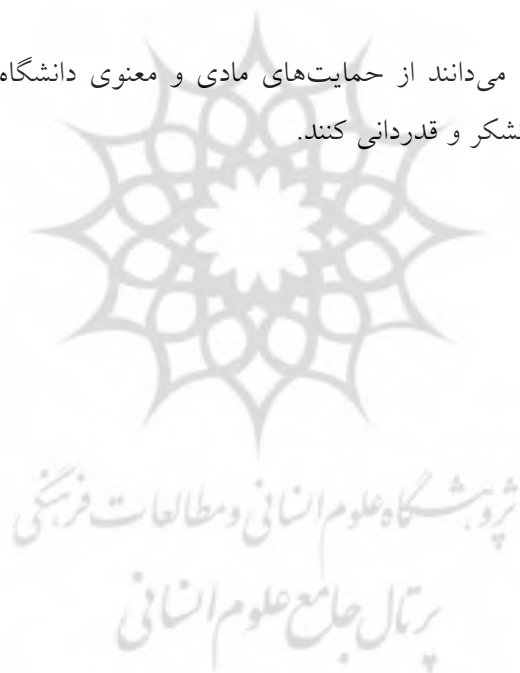 می‌دانند از حمایت‌های مادی و معنوی دانشگاه
تشکر و قدردانی کنند.
پژوهشگاه علوم انسانی و مطالعات فرهنگی
پرتال جامع علوم انسانی